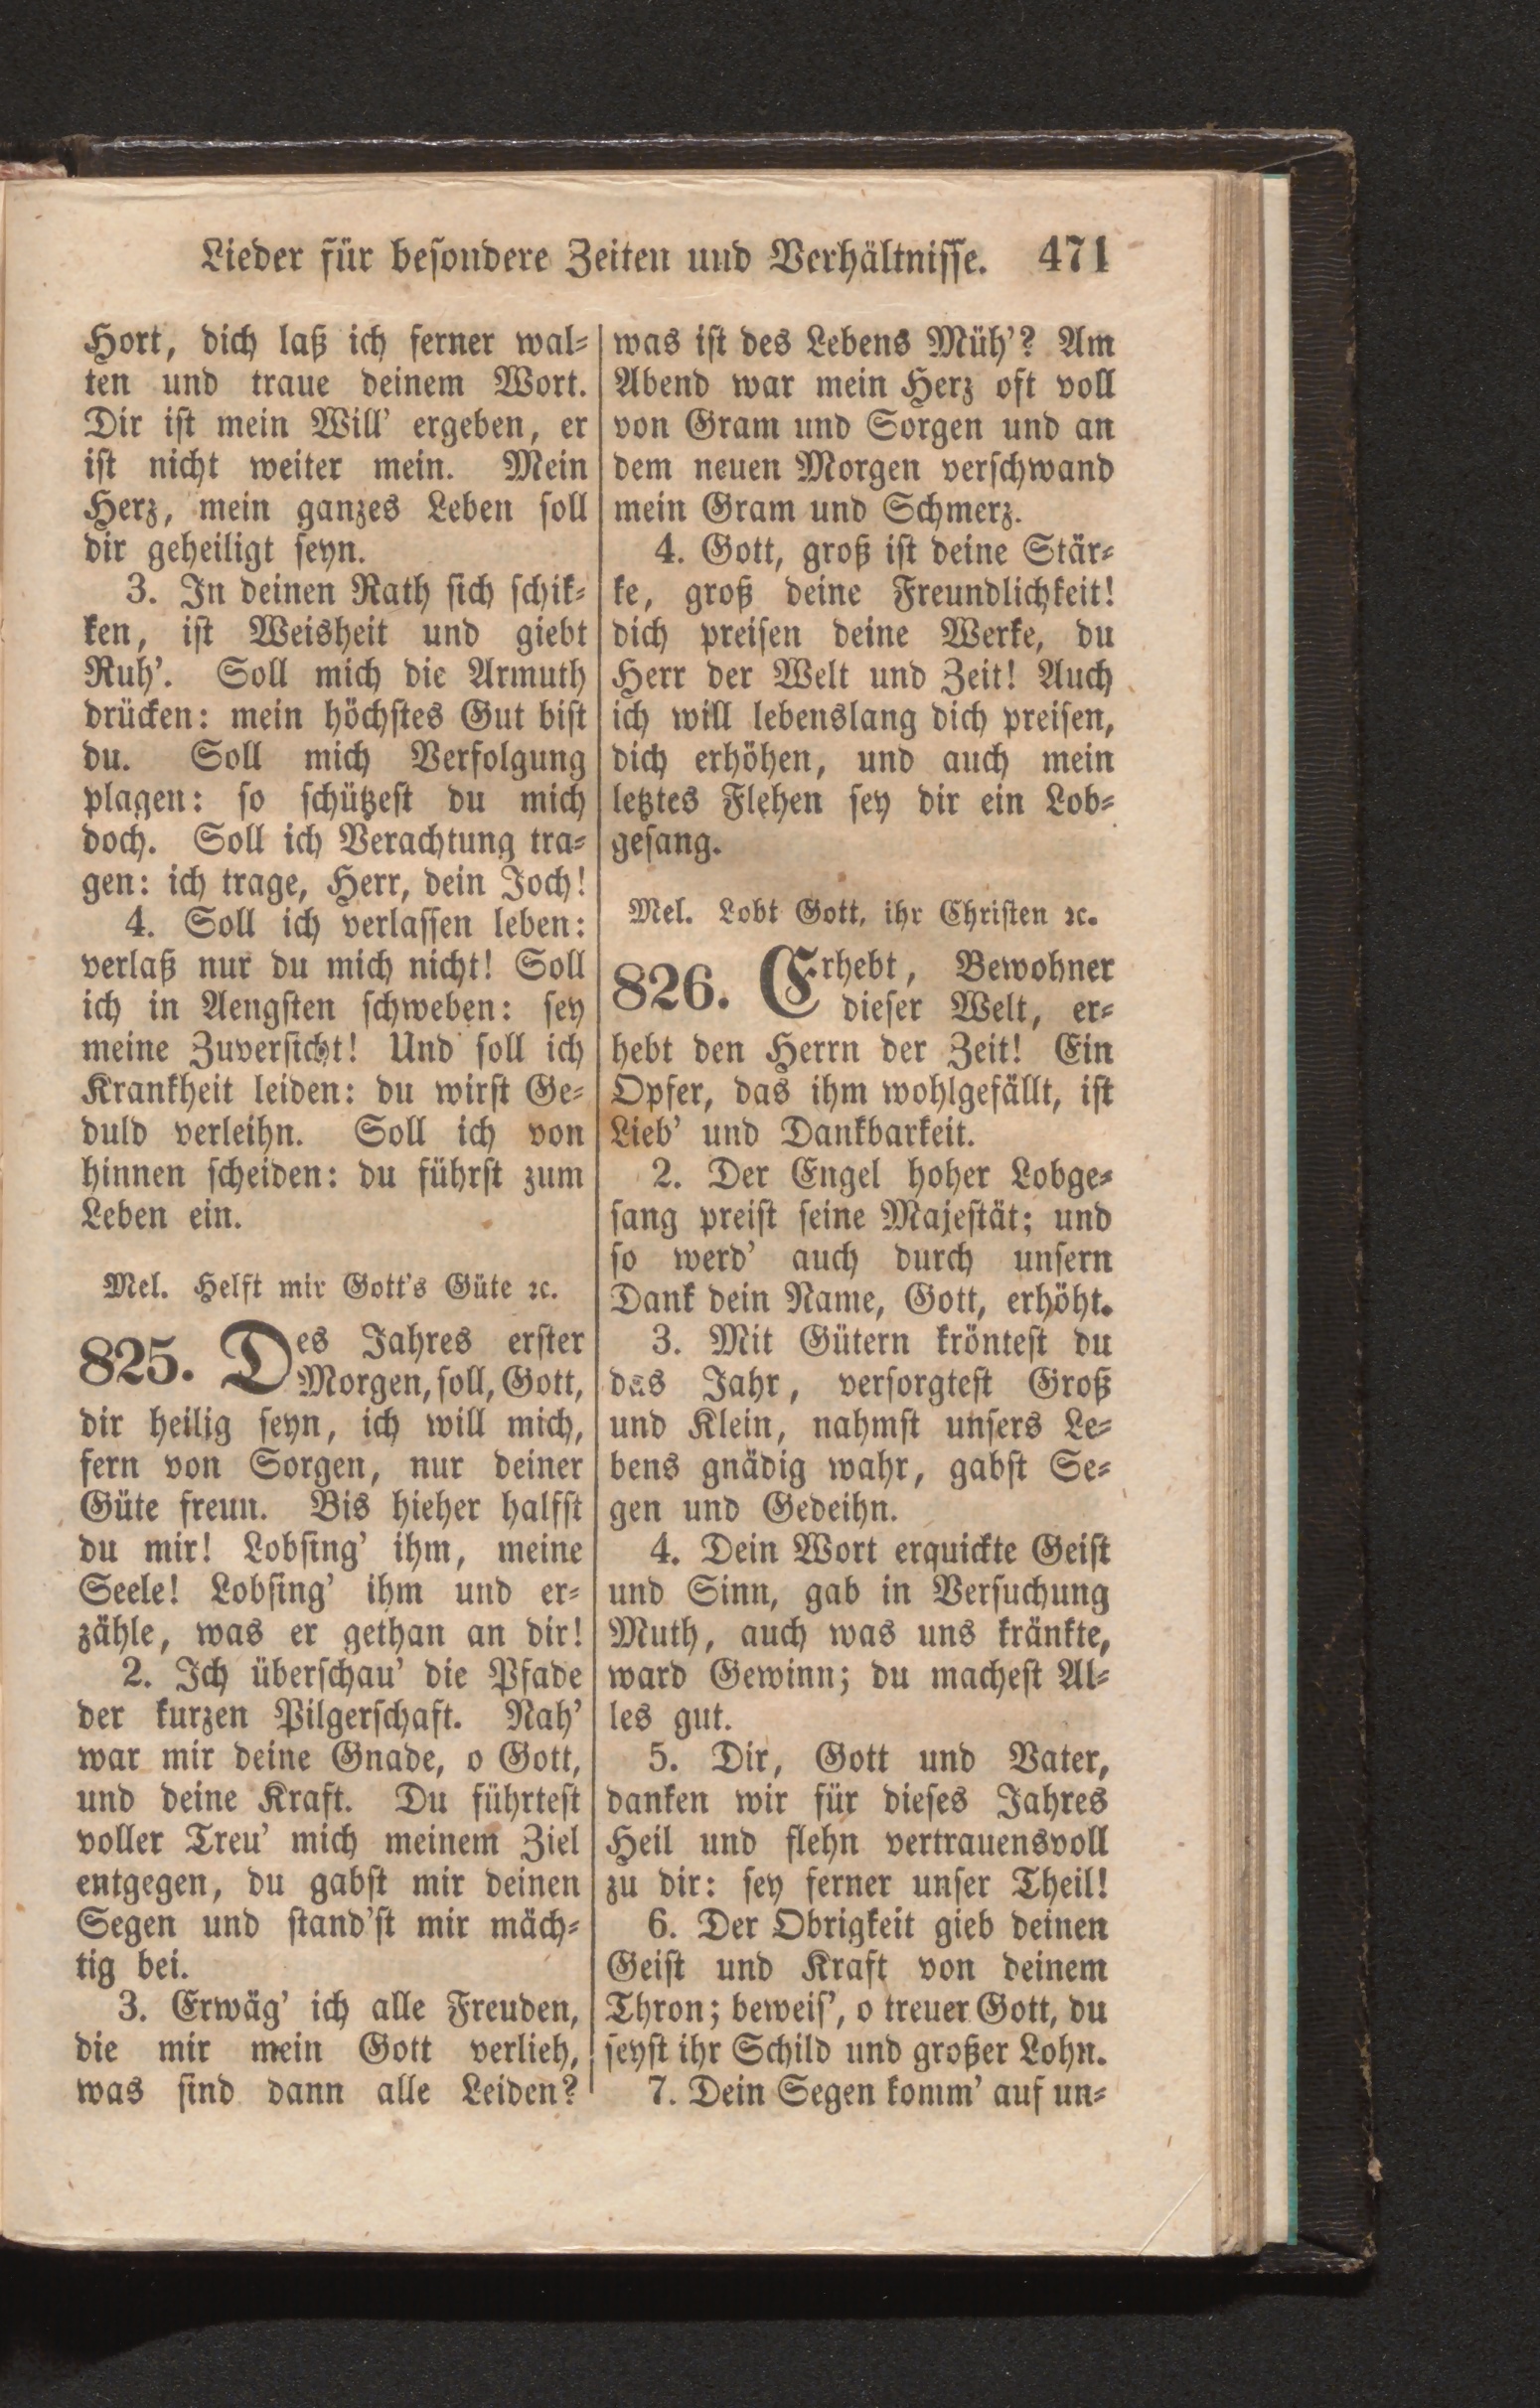 Lieder für besondere Zeiten und Verhältnisse. 471
Hort, dich laß ich ferner wal-
ten und traue deinem Wort.
Dir ist mein Will' ergeben, er
ist nicht weiter mein. Mein
Herz, mein ganzes Leben soll
dir geheiligt seyn.
3. In deinen Rath sich schik-
ken, ist Weisheit und giebt
Ruh'. Soll mich die Armuth
drücken: mein höchstes Gut bist
du. Soll mich Verfolgung
plagen: so schützest du mich
doch. Soll ich Verachtung tra-
gen: ich trage, Herr, dein Joch!
4. Soll ich verlassen leben:
verlaß nur du mich nicht! Soll
ich in Aengsten schweben: sey
meine Zuversicht! Und soll ich
Krankheit leiden: du wirst Ge-
duld verleihn. Soll ich von
hinnen scheiden: du führst zum
Leben ein.
Mel. Helft mir Gott's Güte ꝛc.
825. Des Jahres erster
Morgen, soll, Gott,
dir heilig seyn, ich will mich,
fern von Sorgen, nur deiner
Güte freun. Bis hieher halfst
du mir! Lobsing' ihm, meine
Seele! Lobsing' ihm und er-
zähle, was er gethan an dir!
2. Ich überschau' die Pfade
der kurzen Pilgerschaft. Nah'
war mir deine Gnade, o Gott,
und deine Kraft. Du führtest
voller Treu' mich meinem Ziel
entgegen, du gabst mir deinen
Segen und stand'st mir mäch-
tig bei.
3. Erwäg' ich alle Freuden,
die mir mein Gott verlieh,
was sind dann alle Leiden?
was ist des Lebens Müh'? Am
Abend war mein Herz oft voll
von Gram und Sorgen und an
dem neuen Morgen verschwand
mein Gram und Schmerz.
4. Gott, groß ist deine Stär-
ke, groß deine Freundlichkeit!
dich preisen deine Werke, du
Herr der Welt und Zeit! Auch
ich will lebenslang dich preisen,
dich erhöhen, und auch mein
letztes Flehen sey dir ein Lob-
gesang.
Mel. Lobt Gott, ihr Christen ꝛc.
826. Erhebt, Bewohner
dieser Welt, er-
hebt den Herrn der Zeit! Ein
Opfer, das ihm wohlgefällt, ist
Lieb' und Dankbarkeit.
2. Der Engel hoher Lobge-
sang preist seine Majestät; und
so werd' auch durch unsern
Dank dein Name, Gott, erhöht.
3. Mit Gütern kröntest du
das Jahr, versorgtest Groß
und Klein, nahmst unsers Le-
bens gnädig wahr, gabst Se-
gen und Gedeihn.
4. Dein Wort erquickte Geist
und Sinn, gab in Versuchung
Muth, auch was uns kränkte,
ward Gewinn; du machest Al-
les gut.
5. Dir, Gott und Vater,
danken wir für dieses Jahres
Heil und flehn vertrauensvoll
zu dir: sey ferner unser Theil!
6. Der Obrigkeit gieb deinen
Geist und Kraft von deinem
Thron; beweis', o treuer Gott, du
seyst ihr Schild und großer Lohn.
7. Dein Segen komm' auf un-